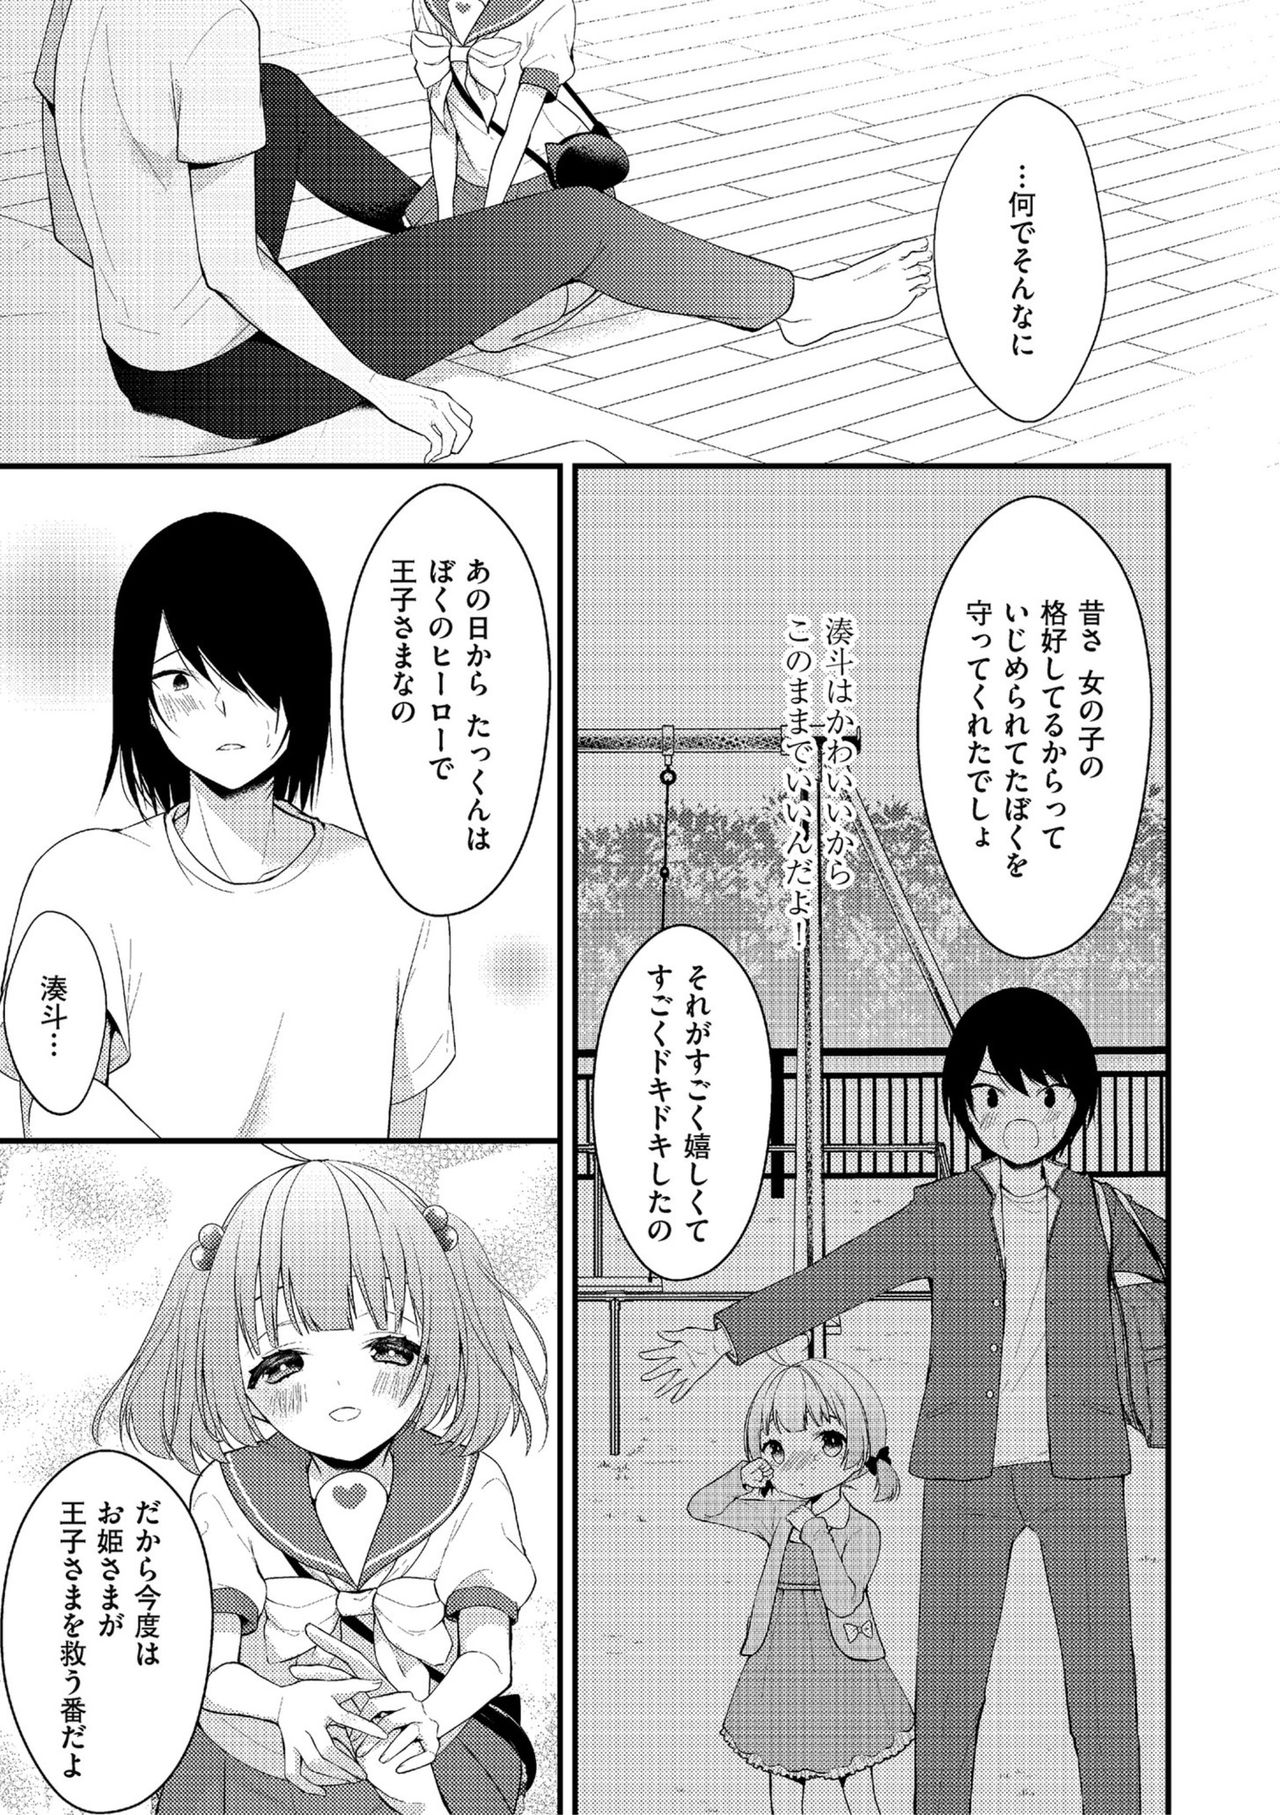 …何でそんなに
昔さ 女の子の
格好してるからって
いじめられてたぼくを
守ってくれたでしょ
湊斗はかわいいから
このままでいいんだよ！
それがすごく嬉しくて
すごくドキドキしたの
あの日から たっくんは
ぼくのヒーローで
王子さまなの
湊斗…
だから今度は
お姫さまが
王子さまを救う番だよ